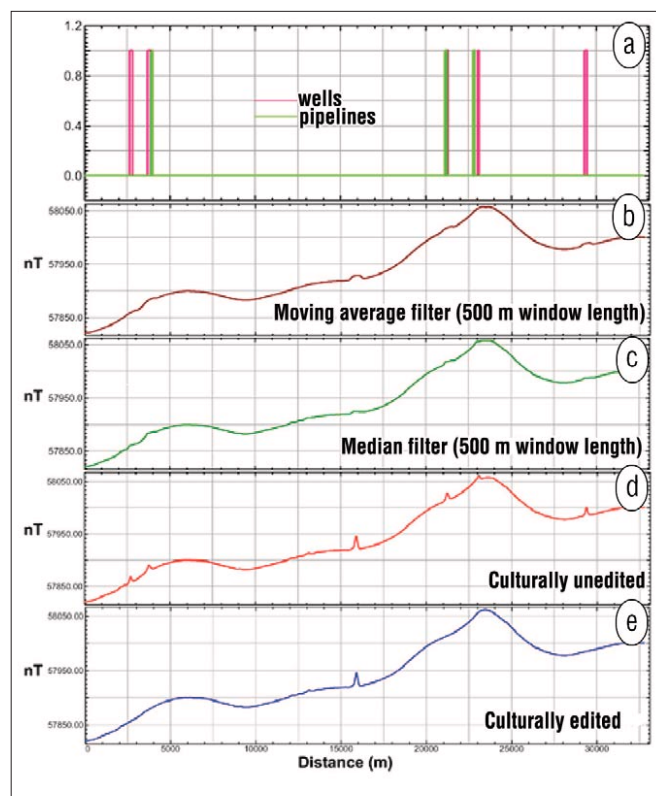 1.2
a
0.8
wells
pipelines
0.4
0.0
58050.0
b
nT
57950.0
57850.0
Moving average filter (500 m window length)
58050.0
c
nT
57950.0
57850.0
Median filter (500 m window length)
58050.00
d
nT
57950.00
57850.00
Culturally unedited
58050.00
e
nT
57950.00
57850.00
Culturally edited
0 5000 10000 15000 20000 25000 30000
Distance (m)